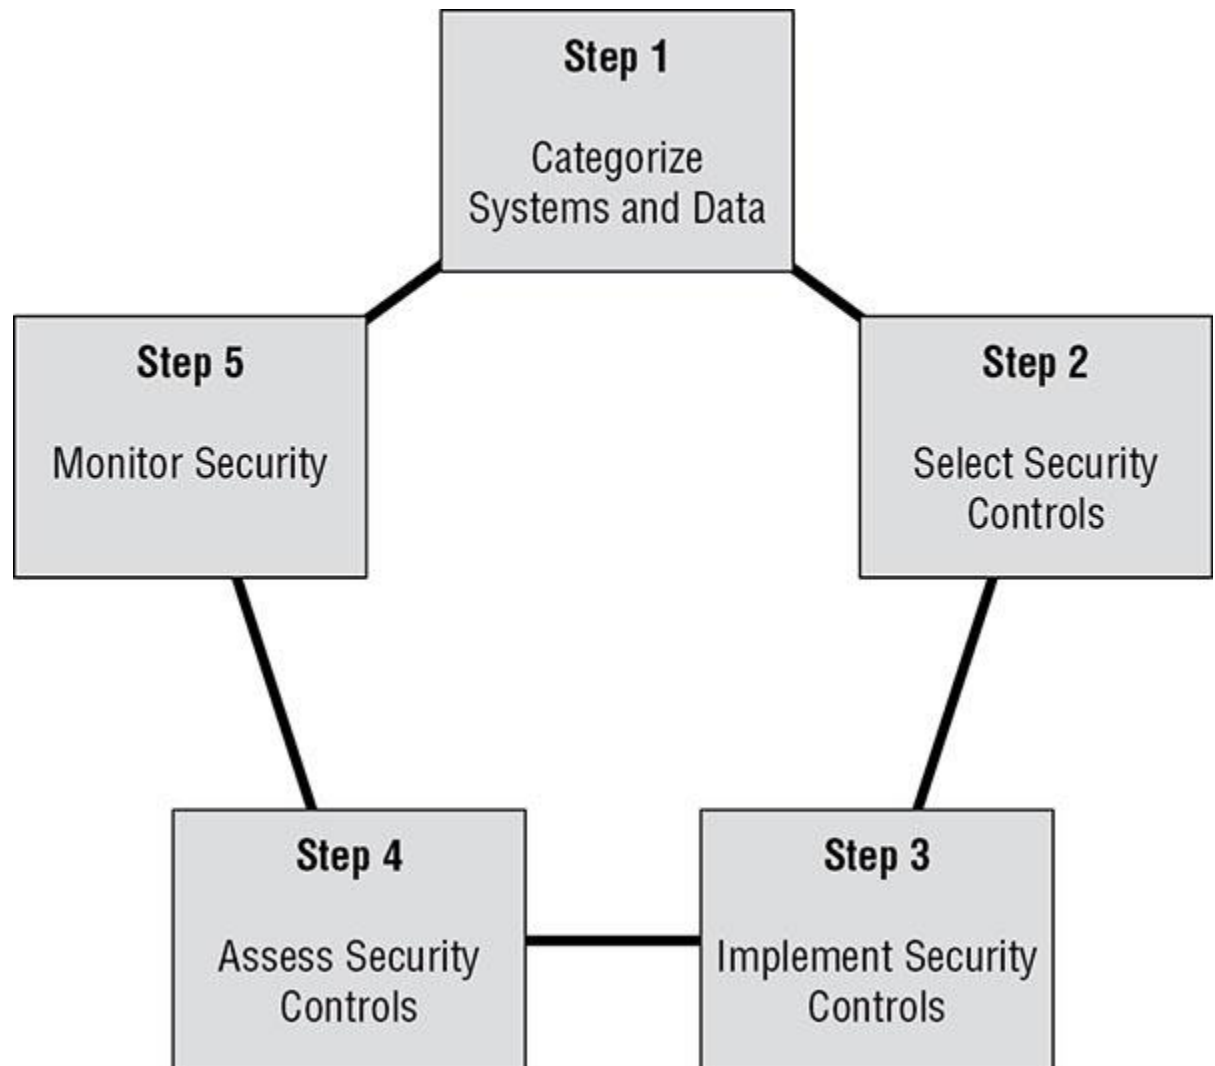 Step 1
Categorize
Systems and Data
Step 2
Select Security
Controls
Step 3
Implement Security
Controls
Step 4
Assess Security
Controls
Step 5
Monitor Security